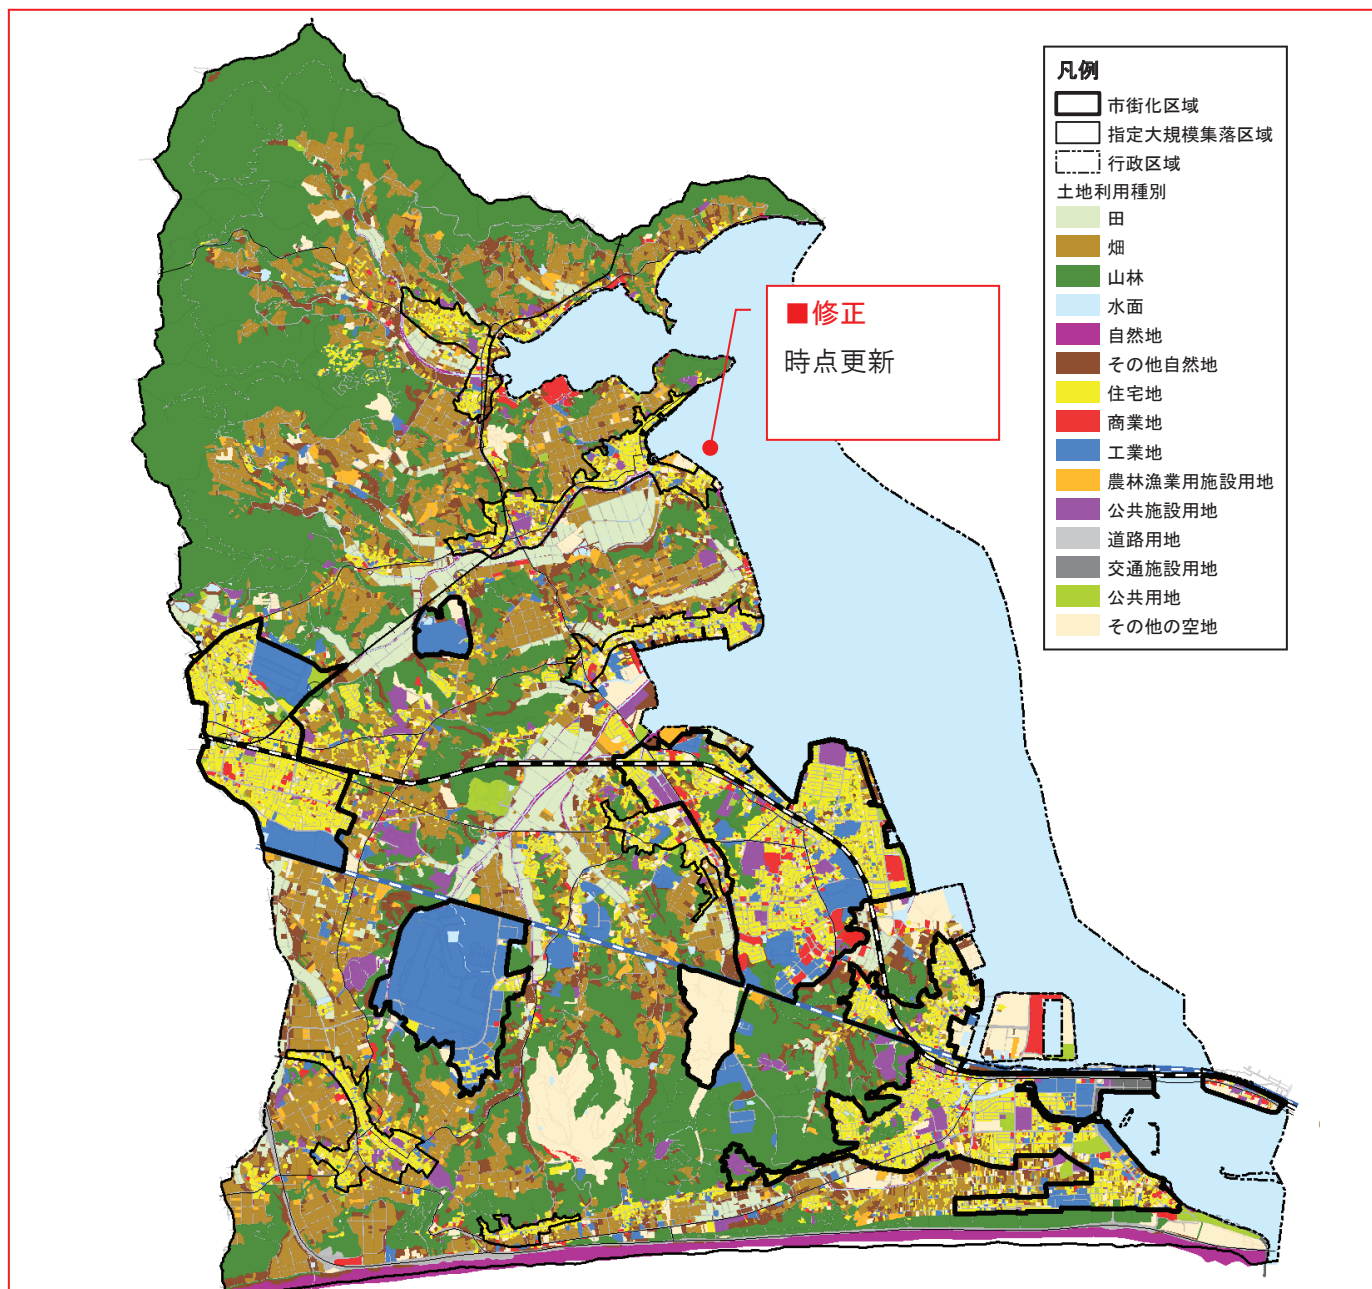 凡例
市街化区域
指定大規模集落区域
行政区域
土地利用種別
田
畑
山林
水面
自然地
その他自然地
住宅地
商業地
工業地
農林漁業用施設用地
公共施設用地
道路用地
交通施設用地
公共用地
その他の空地
■修正
時点更新